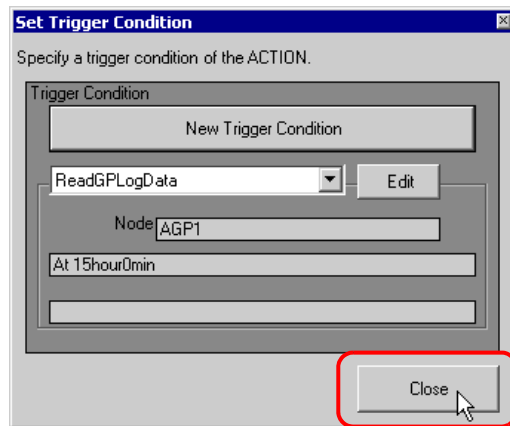 Set Trigger Condition
Specify a trigger condition of the ACTION.
Trigger Condition
New Trigger Condition
ReadGPLogData
Edit
Node
AGP1
At 15hour0min
Close